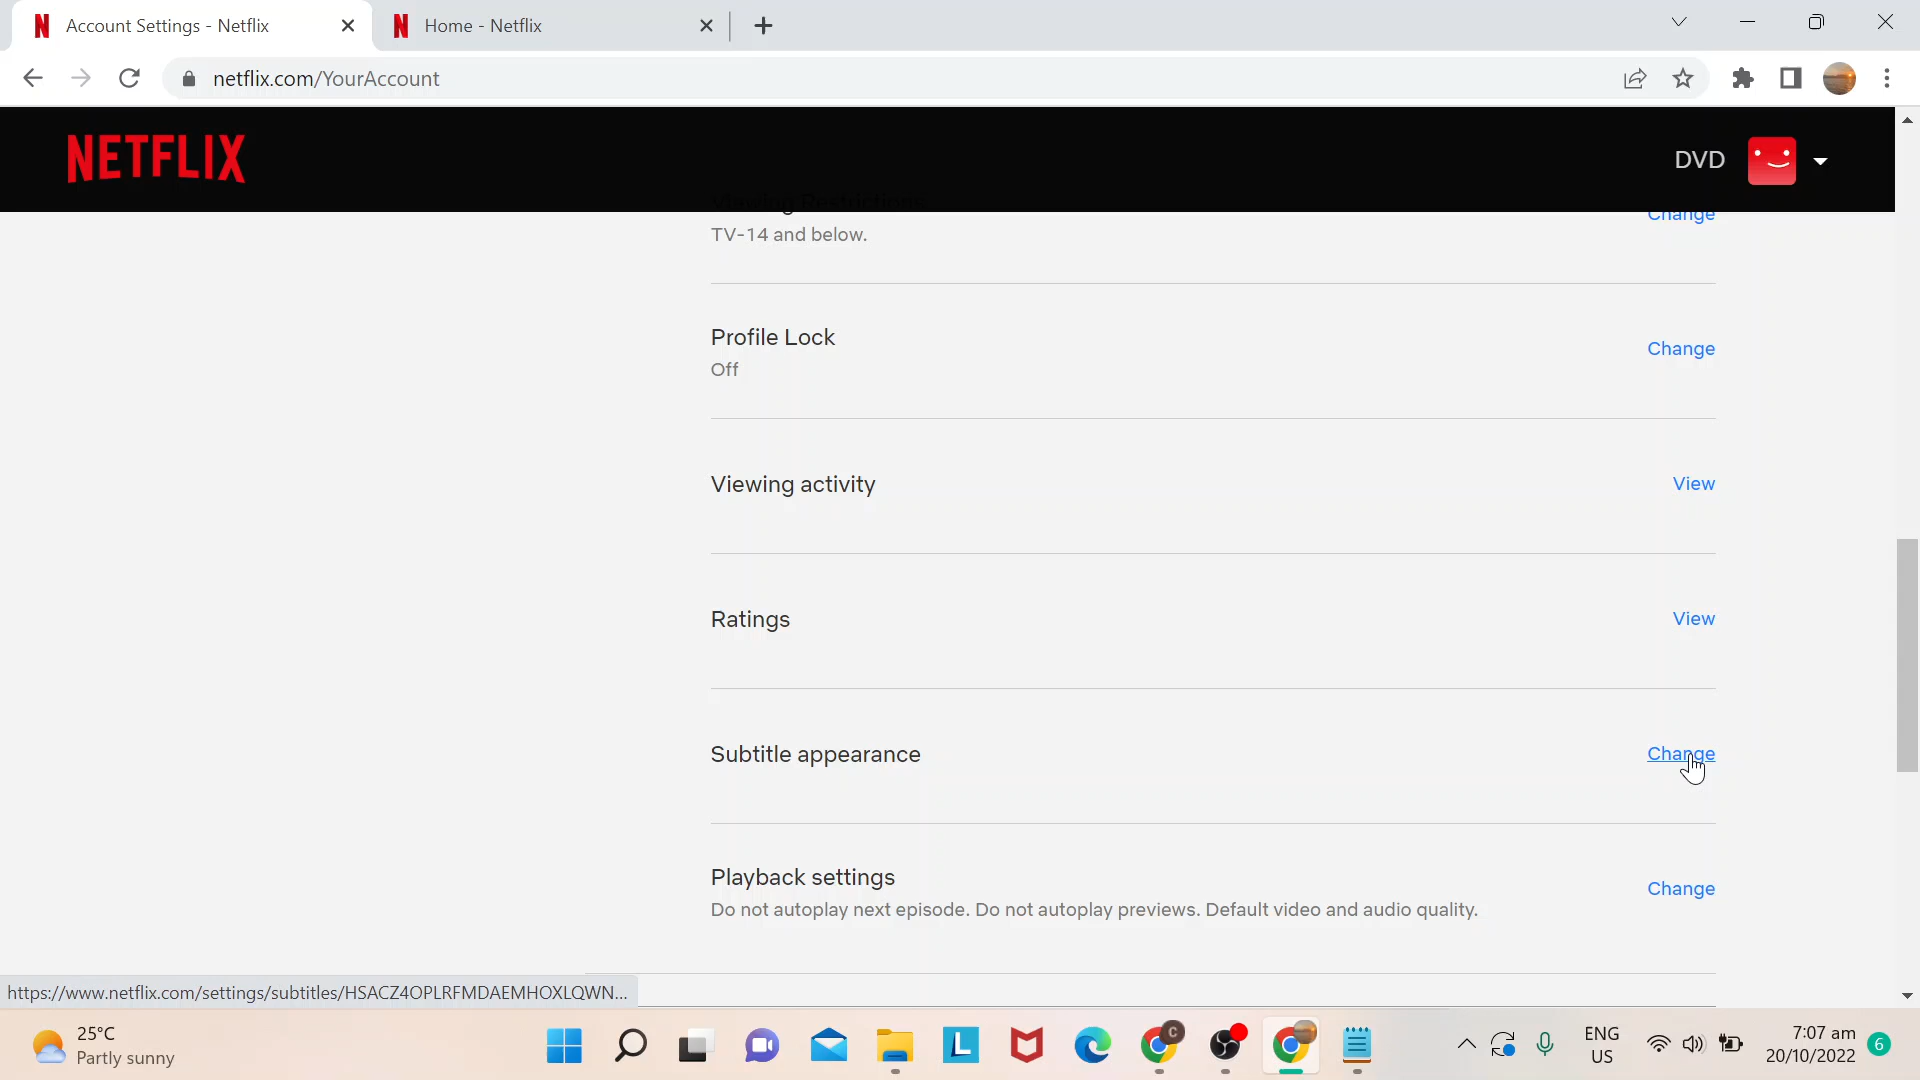 Account Settings - Netflix
Home - Netflix
netflix.com/YourAccount
NETFLIX
DVD
Viewing Restrictions
Change
TV-14 and below.
Profile Lock
Change
Off
Viewing activity
View
Ratings
View
Subtitle appearance
Change
Playback settings
Change
Do not autoplay next episode. Do not autoplay previews. Default video and audio quality.
https://www.netflix.com/settings/subtitles/HSACZ4OPLRFMDAEMHOXLQWN...
25°C
Partly sunny
L
C
ENG
US
7:07 am
20/10/2022
6